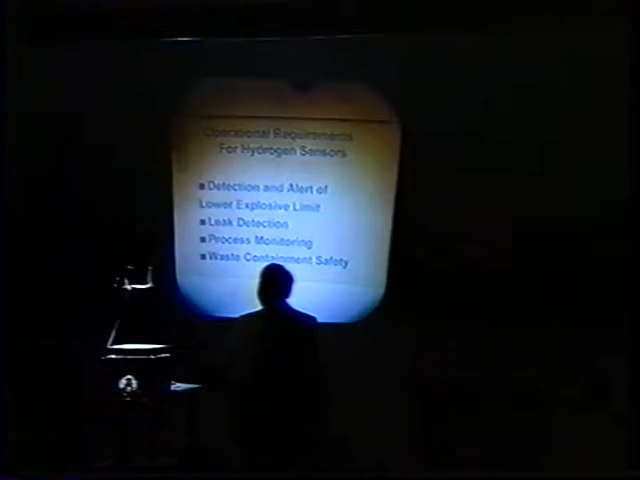 Operational Requirements
For Hydrogen Sensors
■ Detection and Alert of
Lower Explosive Limit
■ Leak Detection
■ Process Monitoring
■ Waste Containment Safety